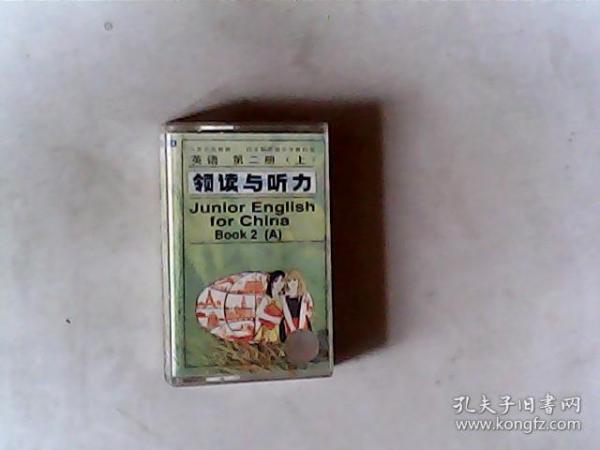 英语 第二册（上）
领读与听力
Junior English
for China
Book 2 (A)
孔夫子旧书网
www.kongfz.com